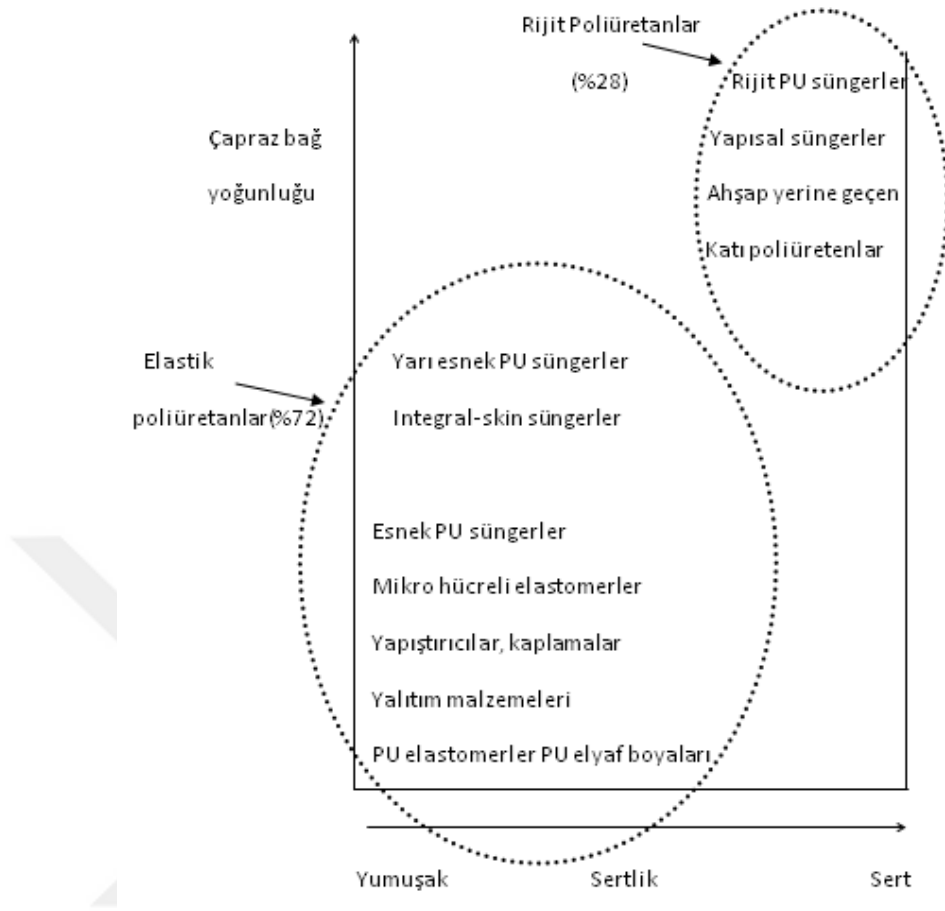 Rijit Poliüretanlar
(%28)
Rijit PU süngerler
Yapısal süngerler
Ahşap yerine geçen
Katı poliüretenlar
Çapraz bağ
yoğunluğu
Elastik
poliüretanlar(%72)
Yarı esnek PU süngerler
Integral-skin süngerler
Esnek PU süngerler
Mikro hücreli elastomerler
Yapıştırıcılar, kaplamalar
Yalıtım malzemeleri
PU elastomerler PU elyaf boyaları
Yumuşak Sertlik Sert